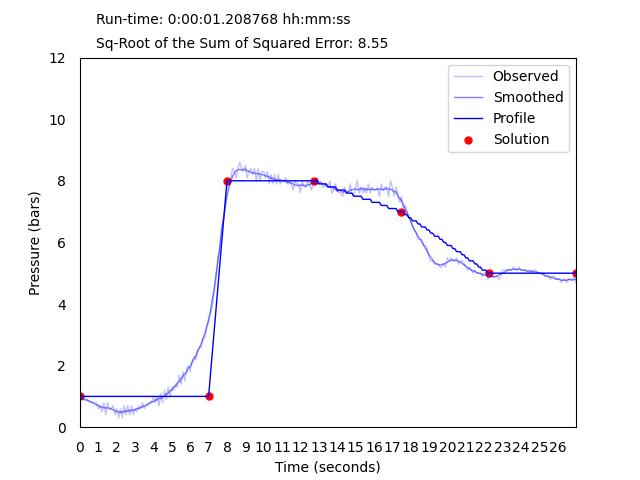 Run-time: 0:00:01.208768 hh:mm:ss
Sq-Root of the Sum of Squared Error: 8.55
12
10
8
6
4
2
0
Pressure (bars)
Observed
Smoothed
Profile
Solution
0 1 2 3 4 5 6 7 8 9 10 11 12 13 14 15 16 17 18 19 20 21 22 23 24 25 26
Time (seconds)